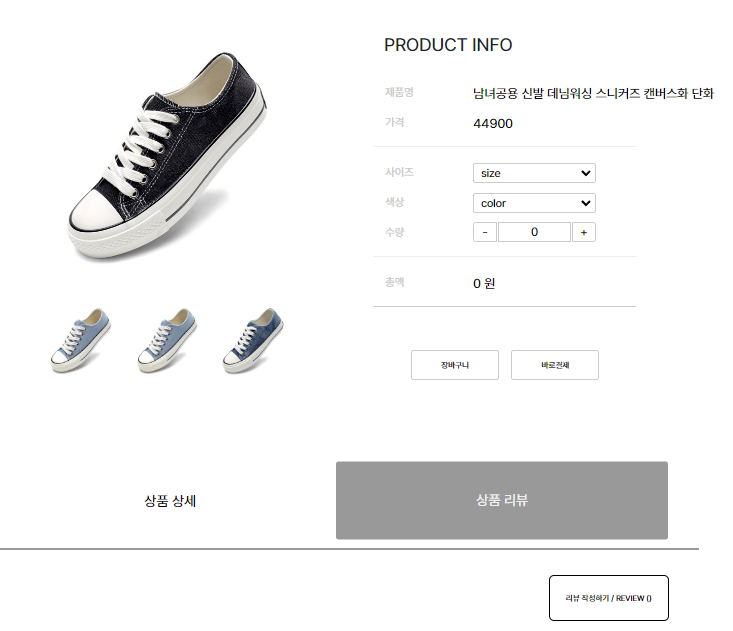 PRODUCT INFO
제품명 남녀공용 신발 데님워싱 스니커즈 캔버스화 단화
가격 44900
사이즈 size
색상 color
수량 - 0 +
총액 0 원
장바구니 바로결제
상품 상세 상품 리뷰
리뷰 작성하기 / REVIEW ()